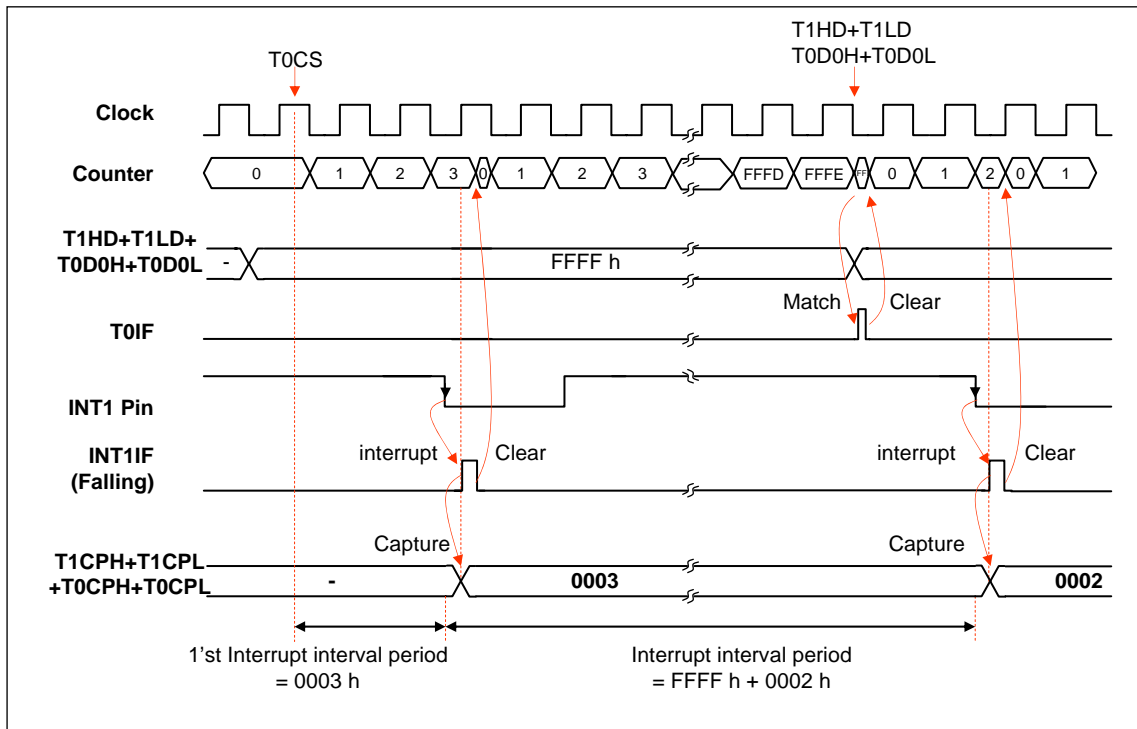 T1HD+T1LD
T0D0H+T0D0L
T0CS
Clock
Counter
0 1 2 3 0 1 2 3 FFFD FFFE FF 0 1 2 0 1
T1HD+T1LD+
T0D0H+T0D0L
- FFFF h
Match Clear
T0IF
INT1 Pin
INT1IF
(Falling)
interrupt Clear interrupt Clear
Capture Capture
T1CPH+T1CPL
+T0CPH+T0CPL
- 0003 0002
1'st Interrupt interval period
= 0003 h
Interrupt interval period
= FFFF h + 0002 h